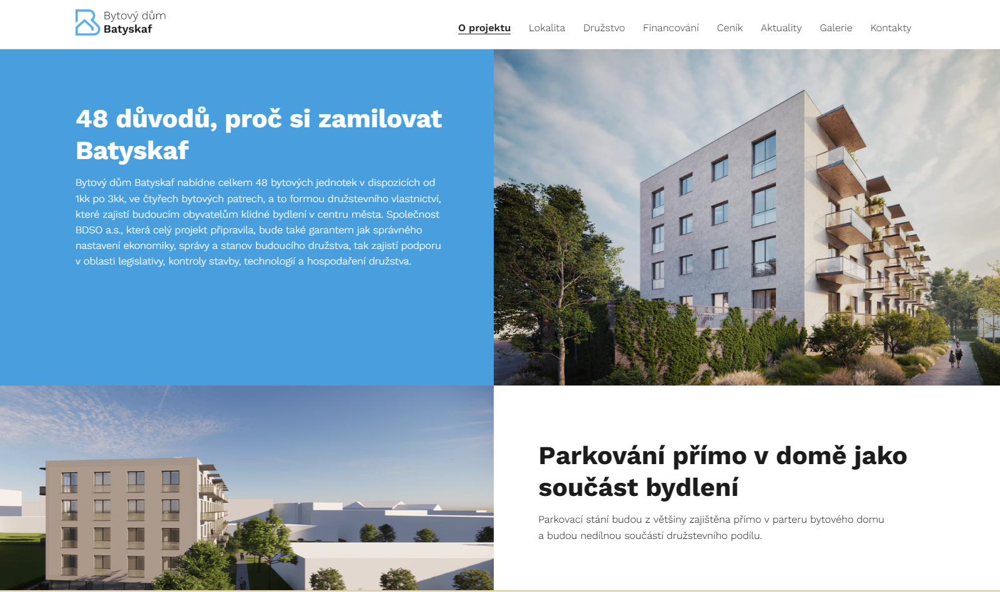 Bytový dům
Batyskaf
O projektu Lokalita Družstvo Financování Ceník Aktuality Galerie Kontakty
48 důvodů, proč si zamilovat
Batyskaf
Bytový dům Batyskaf nabídne celkem 48 bytových jednotek v dispozicích od
1kk po 3kk, ve čtyřech bytových patrech, a to formou družstevního vlastnictví,
které zajistí budoucím obyvatelům klidné bydlení v centru města. Společnost
BDSO a.s., která celý projekt připravila, bude také garantem jak správného
nastavení ekonomiky, správy a stanov budoucího družstva, tak zajistí podporu
v oblasti legislativy, kontroly stavby, technologií a hospodaření družstva.
Parkování přímo v domě jako
součást bydlení
Parkovací stání budou z většiny zajištěna přímo v parteru bytového domu
a budou nedílnou součástí družstevního podílu.